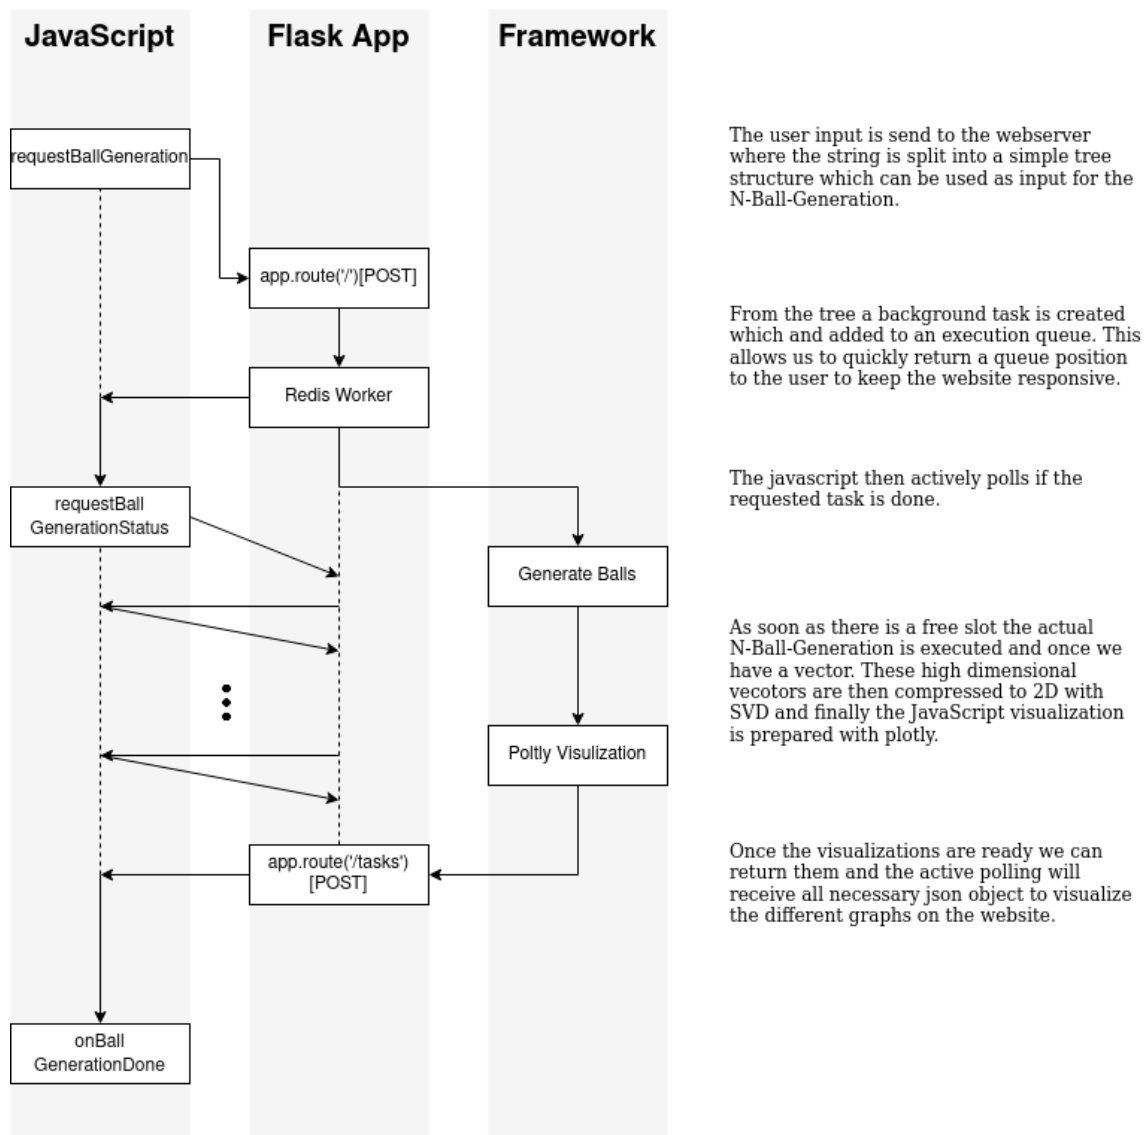 JavaScript
Flask App
Framework
requestBallGeneration
The user input is send to the webserver
where the string is split into a simple tree
structure which can be used as input for the
N-Ball-Generation.
app.route('/')[POST]
From the tree a background task is created
which and added to an execution queue. This
allows us to quickly return a queue position
to the user to keep the website responsive.
Redis Worker
The javascript then actively polls if the
requested task is done.
requestBall
GenerationStatus
Generate Balls
As soon as there is a free slot the actual
N-Ball-Generation is executed and once we
have a vector. These high dimensional
vecotors are then compressed to 2D with
SVD and finally the JavaScript visualization
is prepared with plotly.
Poltly Visulization
app.route('/tasks')
[POST]
Once the visualizations are ready we can
return them and the active polling will
receive all necessary json object to visualize
the different graphs on the website.
onBall
GenerationDone